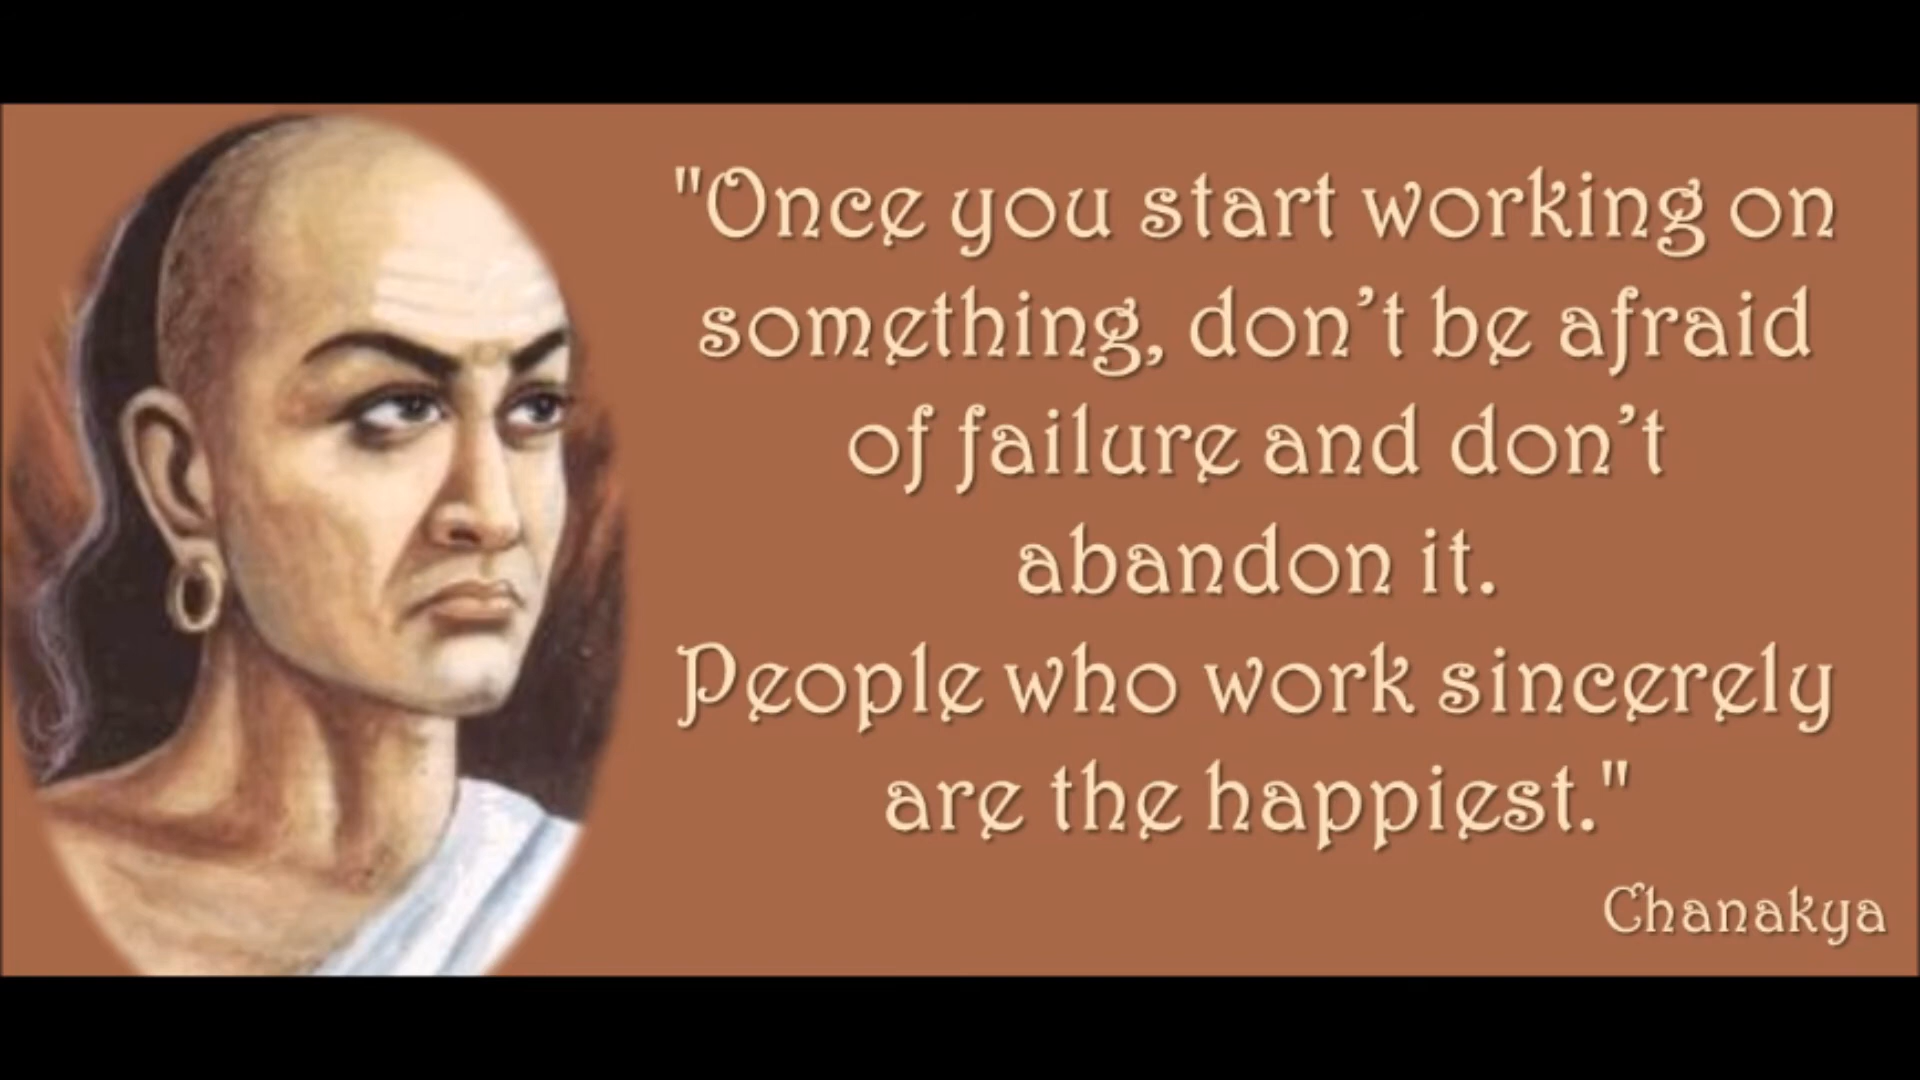 "Once you start working on
something, don’t be afraid
of failure and don’t
abandon it.
People who work sincerely
are the happiest."
Chanakya